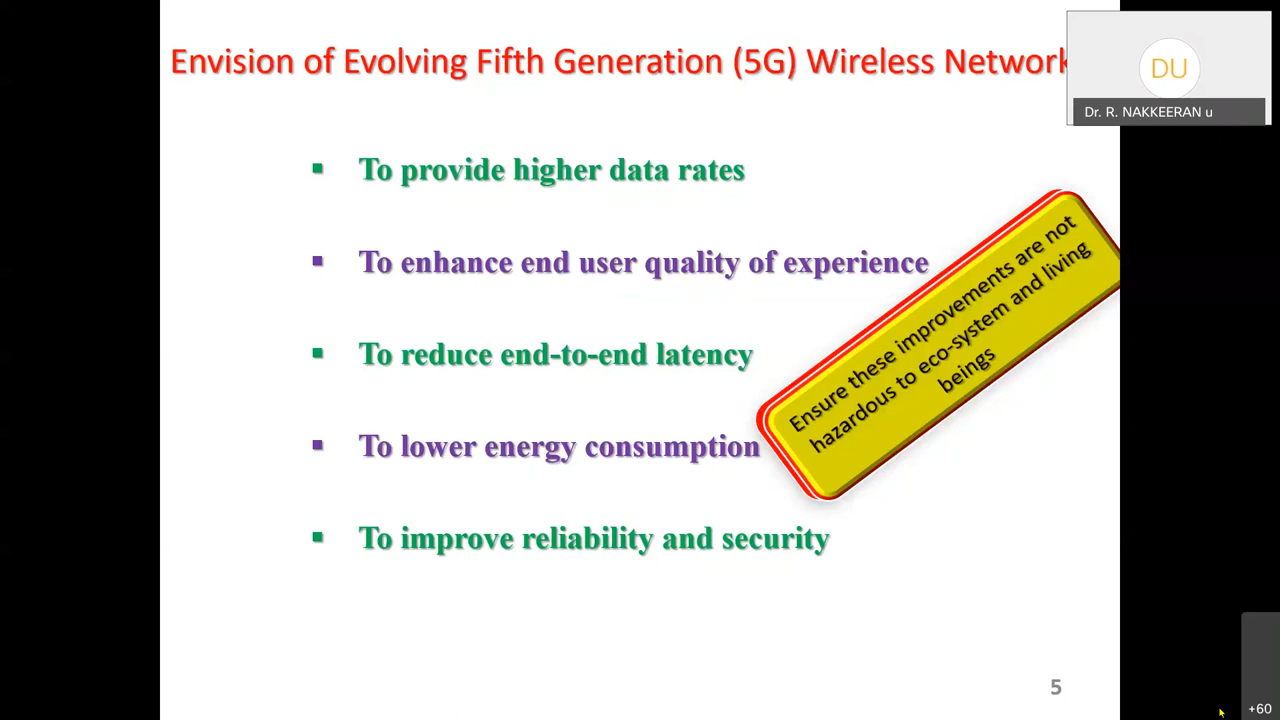 Envision of Evolving Fifth Generation (5G) Wireless Network
DU
Dr. R. NAKKEERAN u
▪ To provide higher data rates
▪ To enhance end user quality of experience
▪ To reduce end-to-end latency
▪ To lower energy consumption
▪ To improve reliability and security
Ensure these improvements are not
hazardous to eco-system and living
beings
5
+60